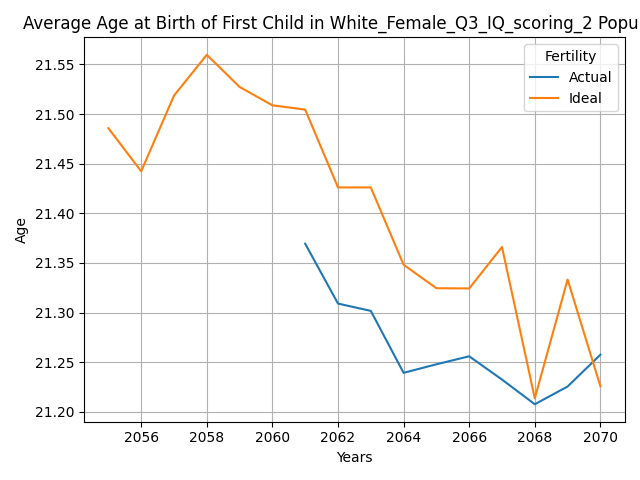 Average Age at Birth of First Child in White_Female_Q3_IQ_scoring_2 Popu
Fertility
Actual
Ideal
21.55
21.50
21.45
21.40
21.35
21.30
21.25
21.20
Age
2056 2058 2060 2062 2064 2066 2068 2070
Years